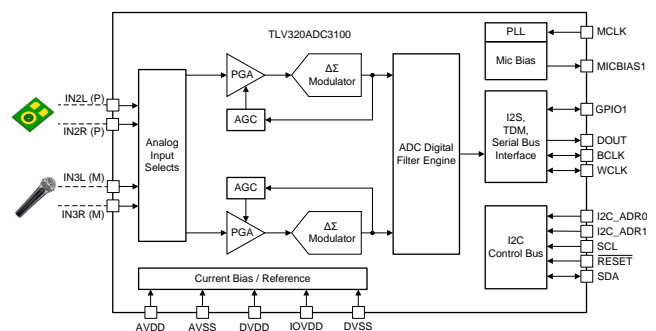 TLV320ADC3100
PLL
MCLK
Mic Bias
MICBIAS1
PGA
ΔΣ
Modulator
AGC
IN2L (P)
IN2R (P)
IN3L (M)
IN3R (M)
Analog
Input
Selects
ADC Digital
Filter Engine
I2S,
TDM,
Serial Bus
Interface
GPIO1
DOUT
BCLK
WCLK
AGC
PGA
ΔΣ
Modulator
I2C
Control Bus
I2C_ADR0
I2C_ADR1
SCL
RESET
SDA
Current Bias / Reference
AVDD
AVSS
DVDD
IOVDD
DVSS